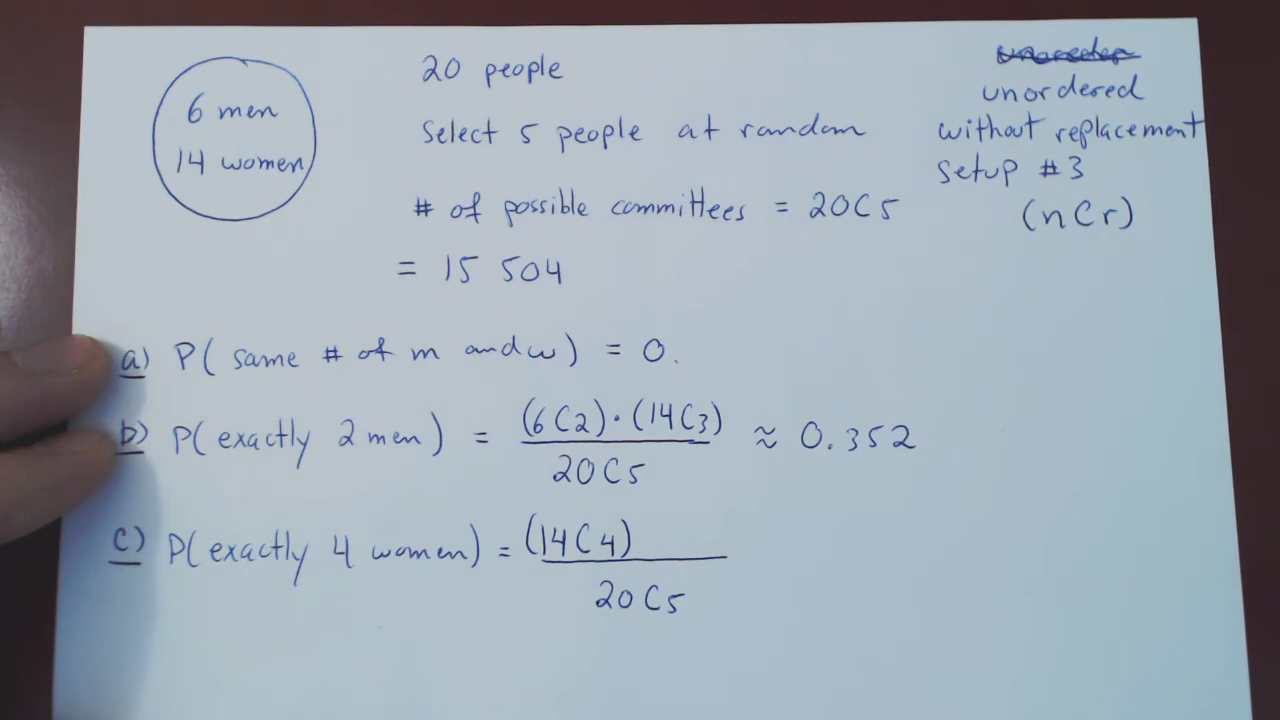 6 men
14 women
20 people
Select 5 people at random
# of possible committees = 20C5
= 15 504
unordered
without replacement
setup #3
(nCr)
a) P( same # of m and w) = 0.
b) P(exactly 2 men) = (6C2)·(14C3) ≈ 0.352
20C5
c) P(exactly 4 women) = (14C4)
20C5